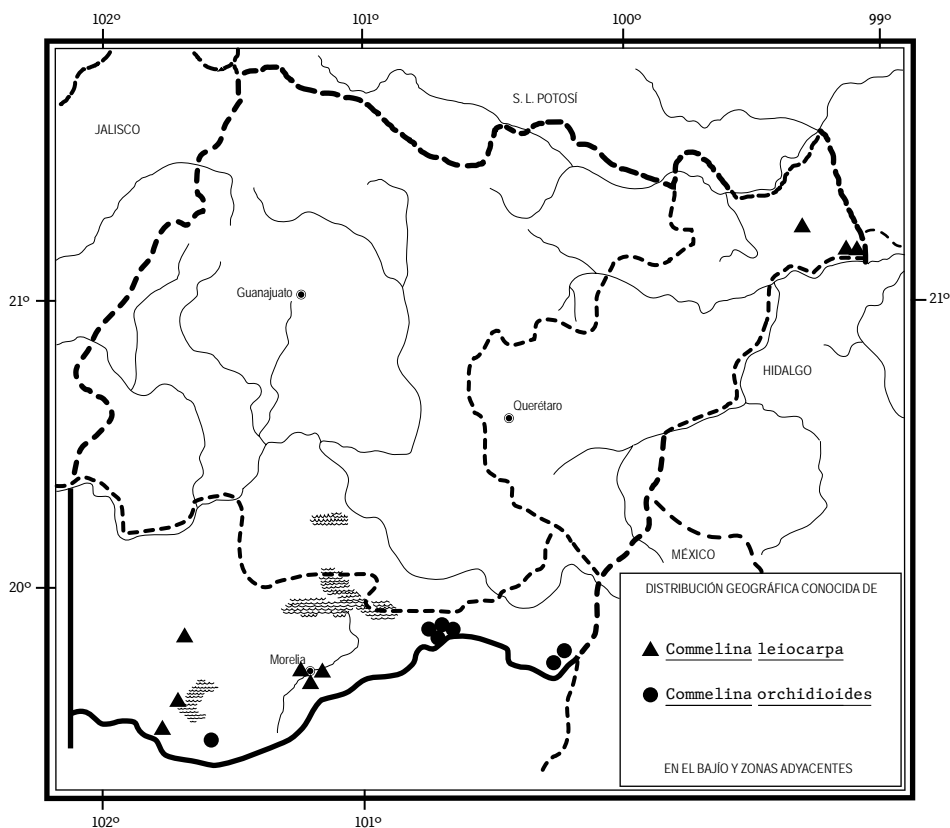 102º 101º 100º 99º
S. L. POTOSÍ
JALISCO
Guanajuato
21º 21º
HIDALGO
Querétaro
MÉXICO
20º
DISTRIBUCIÓN GEOGRÁFICA CONOCIDA DE
Commelina leiocarpa
Morelia
Commelina orchidioides
EN EL BAJÍO Y ZONAS ADYACENTES
102º 101º